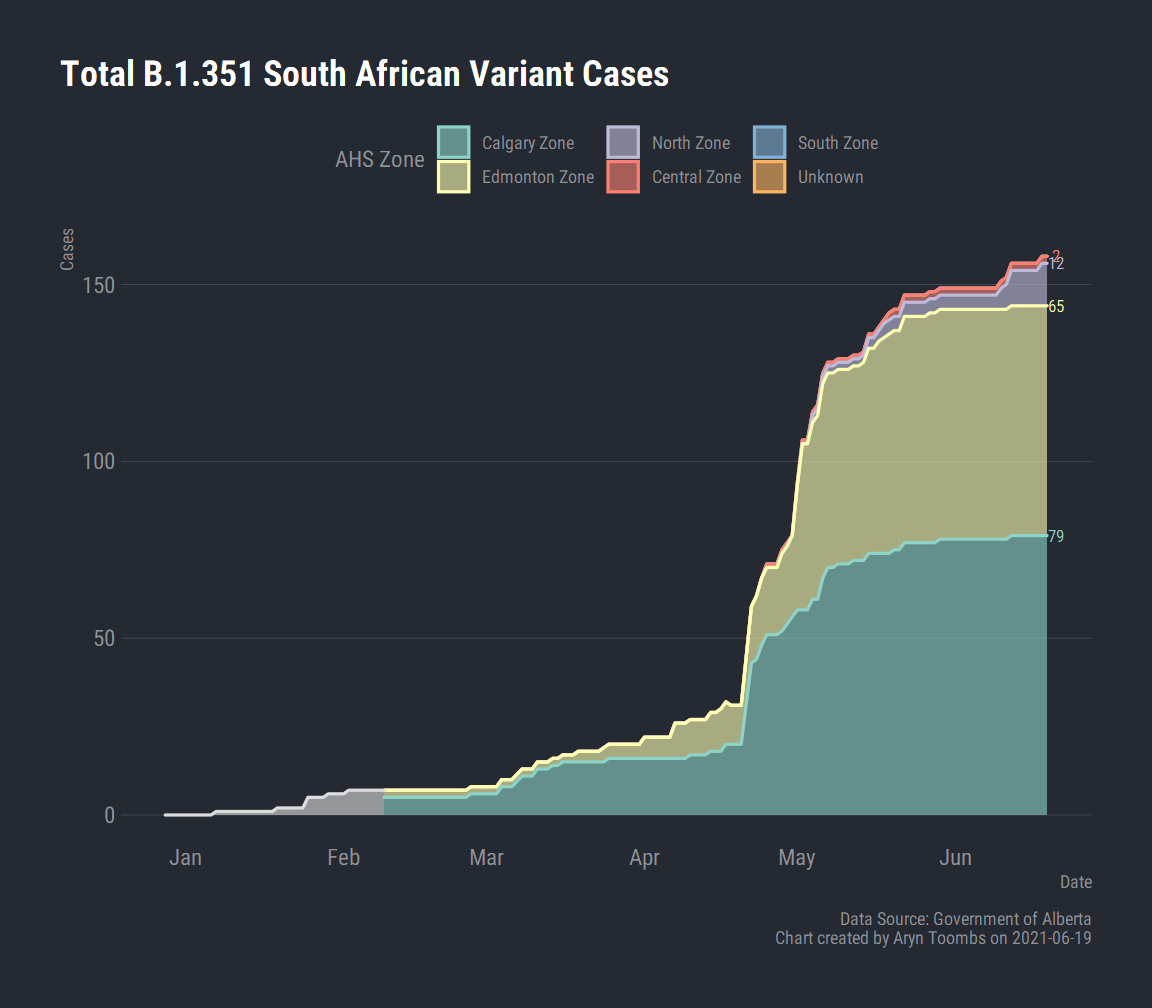 Total B.1.351 South African Variant Cases
AHS Zone
Calgary Zone
North Zone
South Zone
Edmonton Zone
Central Zone
Unknown
Cases
150
100
50
0
2
12
65
79
Jan
Feb
Mar
Apr
May
Jun
Date
Data Source: Government of Alberta
Chart created by Aryn Toombs on 2021-06-19